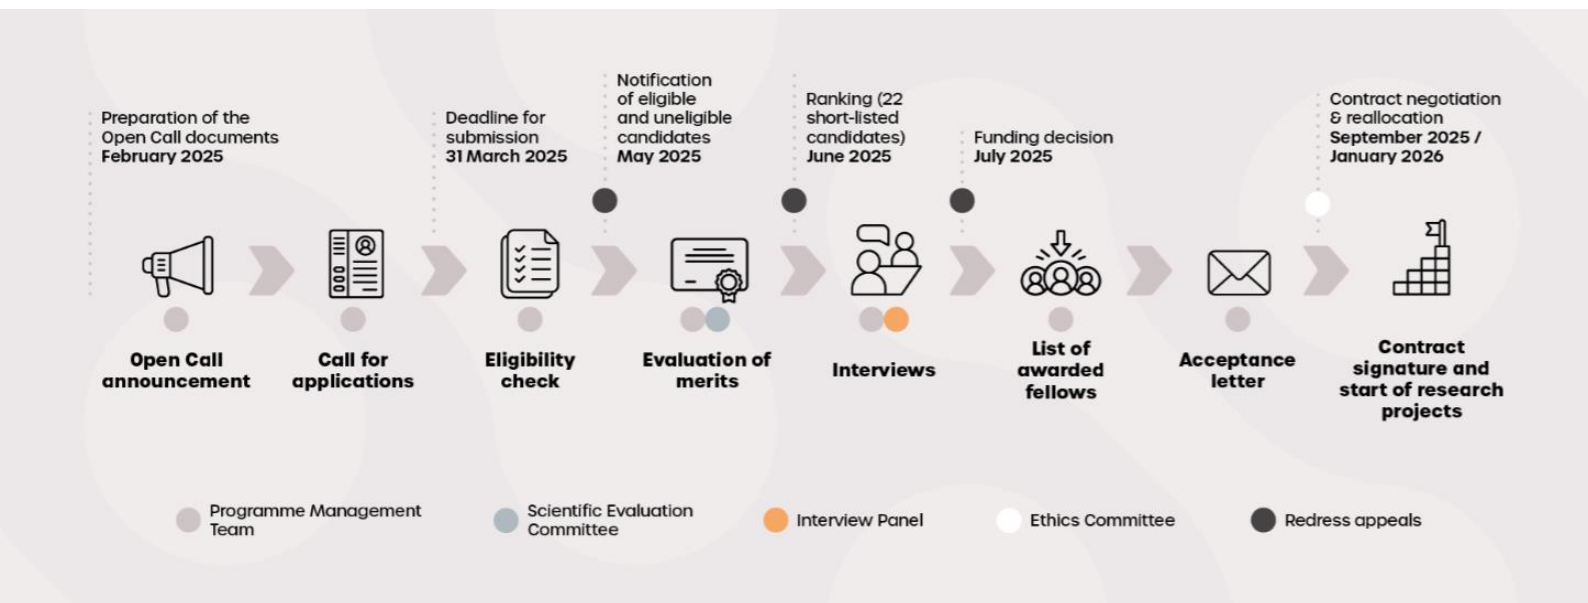 Preparation of the
Open Call documents
February 2025
Deadline for
submission
31 March 2025
Notification
of eligible
and uneligible
candidates
May 2025
Ranking (22
short-listed
candidates)
June 2025
Funding decision
July 2025
Contract negotiation
& reallocation
September 2025 /
January 2026
Open Call
announcement
Call for
applications
Eligibility
check
Evaluation of
merits
Interviews
List of
awarded
fellows
Acceptance
letter
Contract
signature and
start of research
projects
Programme Management
Team
Scientific Evaluation
Committee
Interview Panel
Ethics Committee
Redress appeals